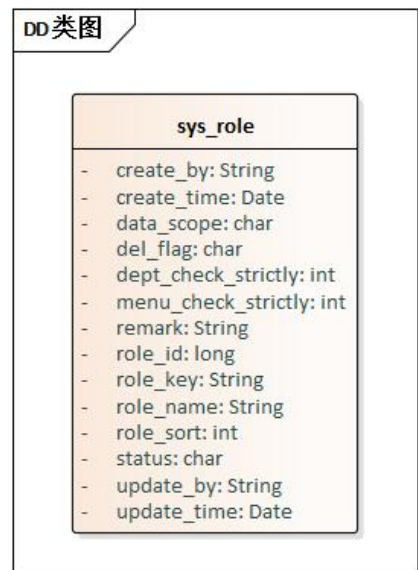 DD类图
sys_role
- create_by: String
- create_time: Date
- data_scope: char
- del_flag: char
- dept_check_strictly: int
- menu_check_strictly: int
- remark: String
- role_id: long
- role_key: String
- role_name: String
- role_sort: int
- status: char
- update_by: String
- update_time: Date